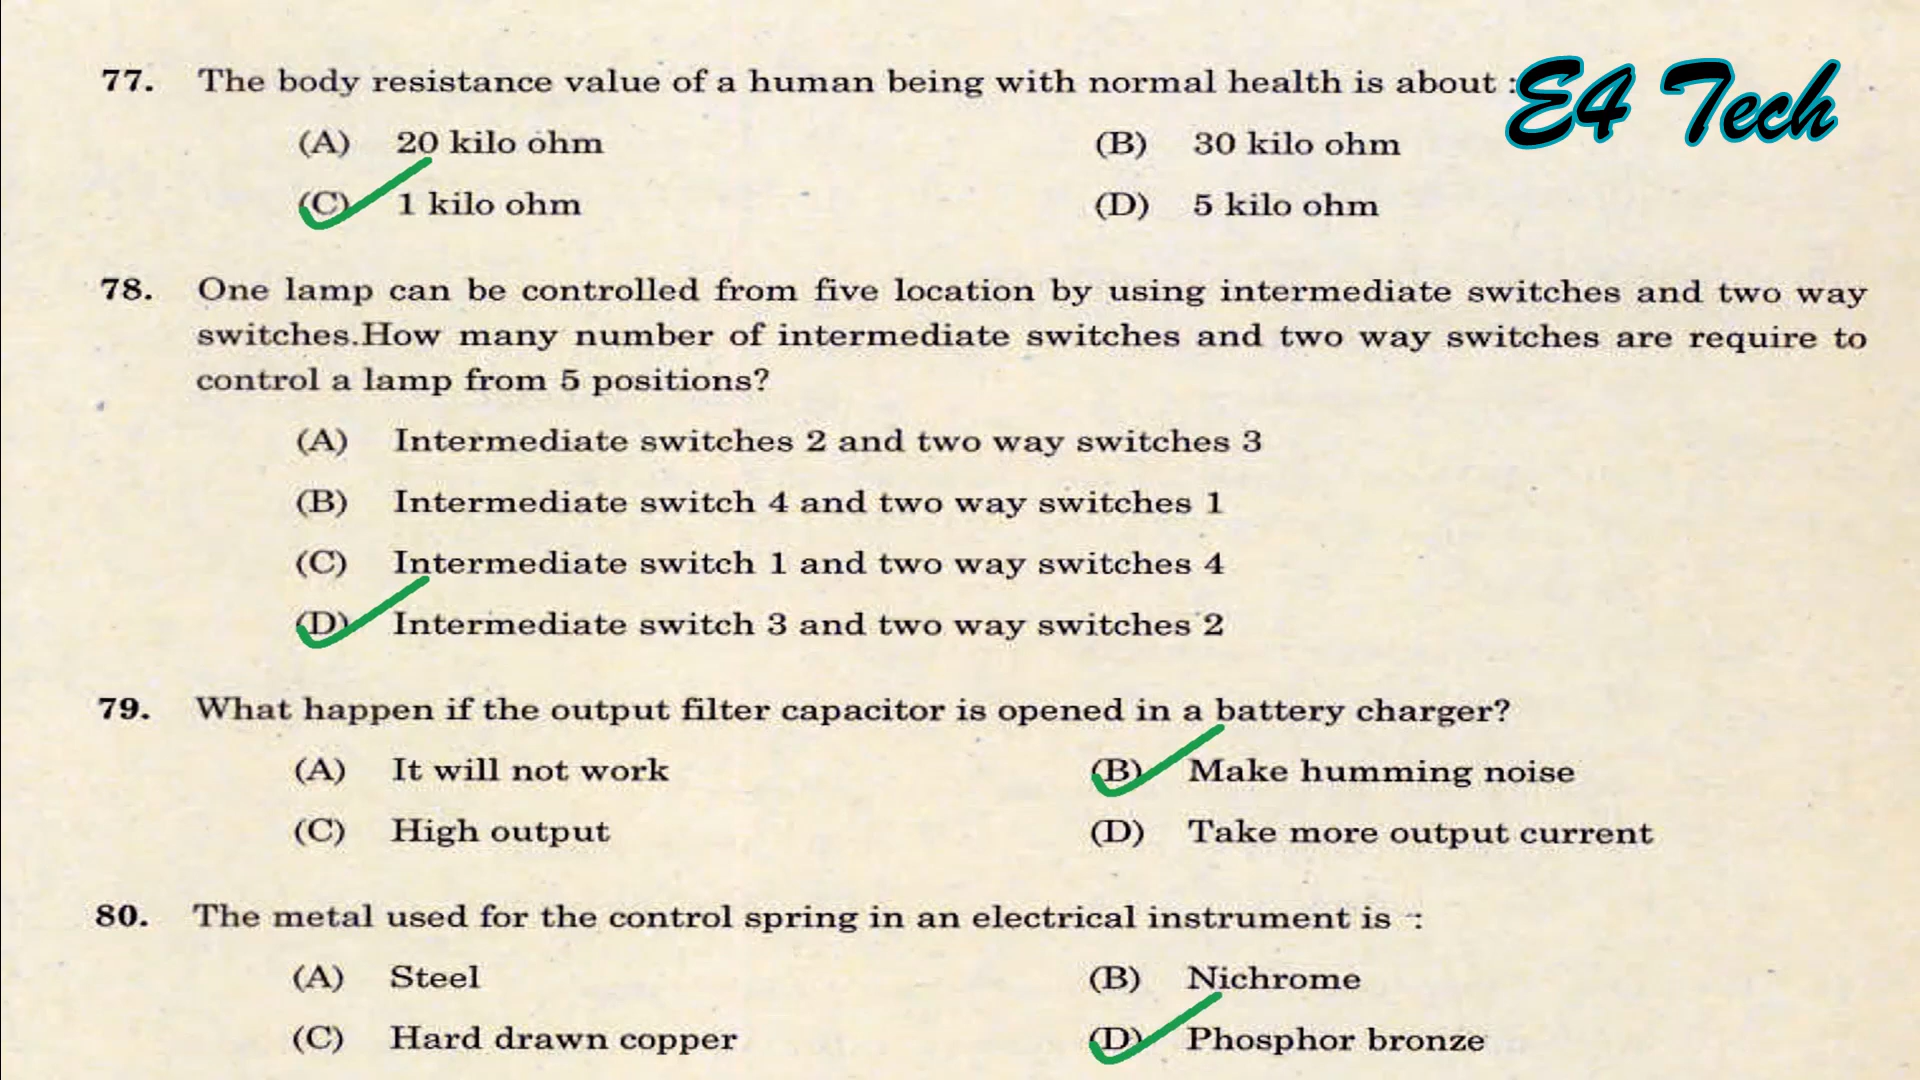 E4 Tech
77. The body resistance value of a human being with normal health is about :
(A) 20 kilo ohm (B) 30 kilo ohm
(C) 1 kilo ohm (D) 5 kilo ohm
78. One lamp can be controlled from five location by using intermediate switches and two way
switches.How many number of intermediate switches and two way switches are require to
control a lamp from 5 positions?
(A) Intermediate switches 2 and two way switches 3
(B) Intermediate switch 4 and two way switches 1
(C) Intermediate switch 1 and two way switches 4
(D) Intermediate switch 3 and two way switches 2
79. What happen if the output filter capacitor is opened in a battery charger?
(A) It will not work (B) Make humming noise
(C) High output (D) Take more output current
80. The metal used for the control spring in an electrical instrument is :
(A) Steel (B) Nichrome
(C) Hard drawn copper (D) Phosphor bronze